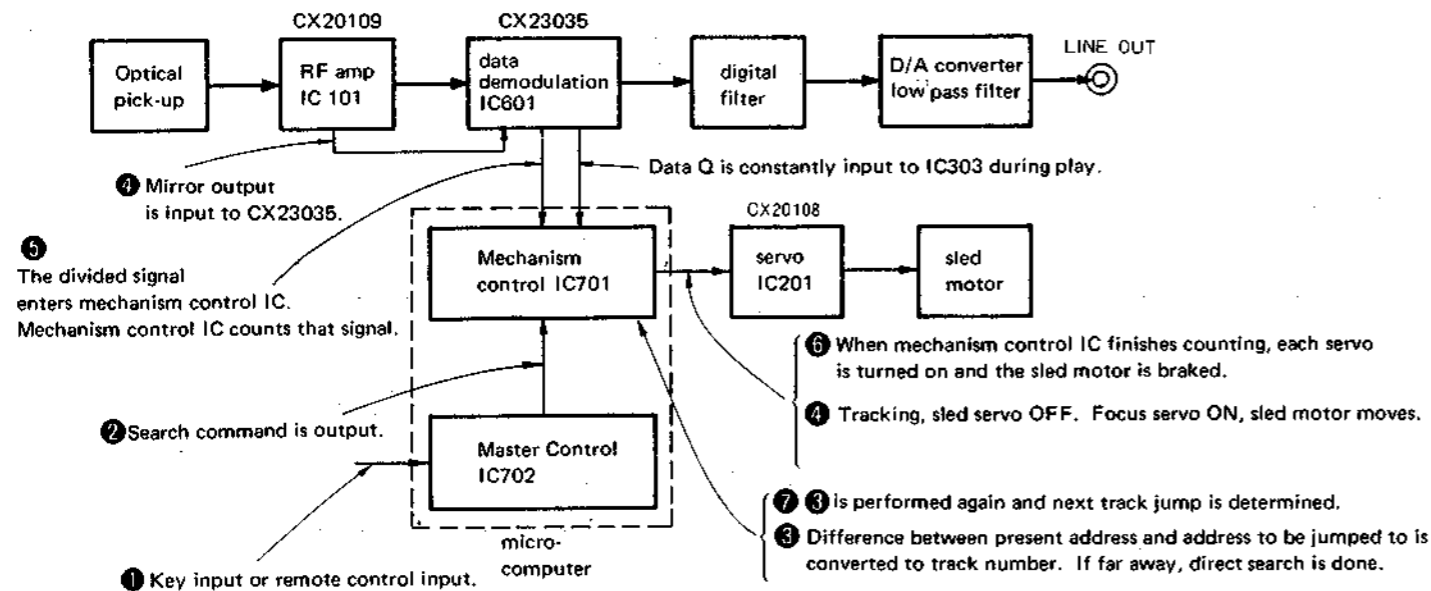 CX20109
CX23035
Optical
pick-up
RF amp
IC 101
data
demodulation
IC601
digital
filter
D/A converter
low pass filter
LINE OUT
❹ Mirror output
is input to CX23035.
Data Q is constantly input to IC303 during play.
❺
The divided signal
enters mechanism control IC.
Mechanism control IC counts that signal.
Mechanism
control IC701
CX20108
servo
IC201
sled
motor
❻ When mechanism control IC finishes counting, each servo
is turned on and the sled motor is braked.
❹ Tracking, sled servo OFF. Focus servo ON, sled motor moves.
❷ Search command is output.
Master Control
IC702
❼ ❸ is performed again and next track jump is determined.
❸ Difference between present address and address to be jumped to is
converted to track number. If far away, direct search is done.
micro-
computer
❶ Key input or remote control input.